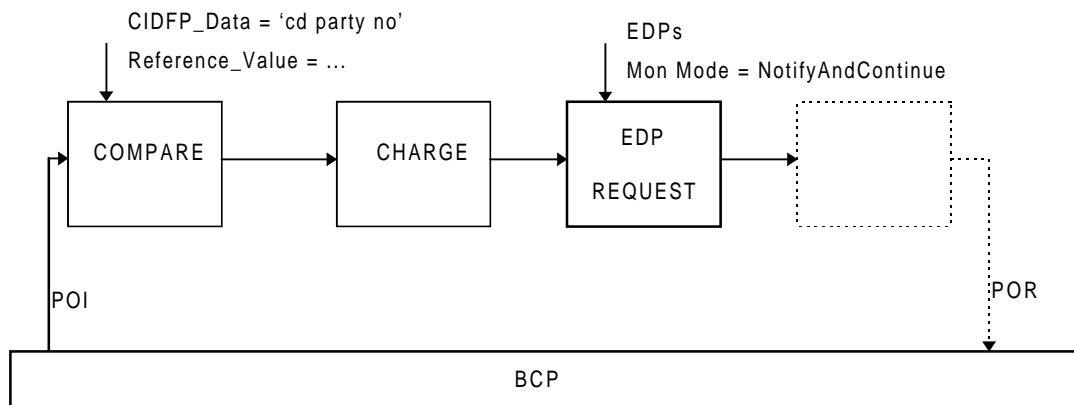 CIDFP_Data = ‘cd party no’
Reference_Value = ...
EDPs
Mon Mode = NotifyAndContinue
COMPARE
CHARGE
EDP
REQUEST
POI
POR
BCP